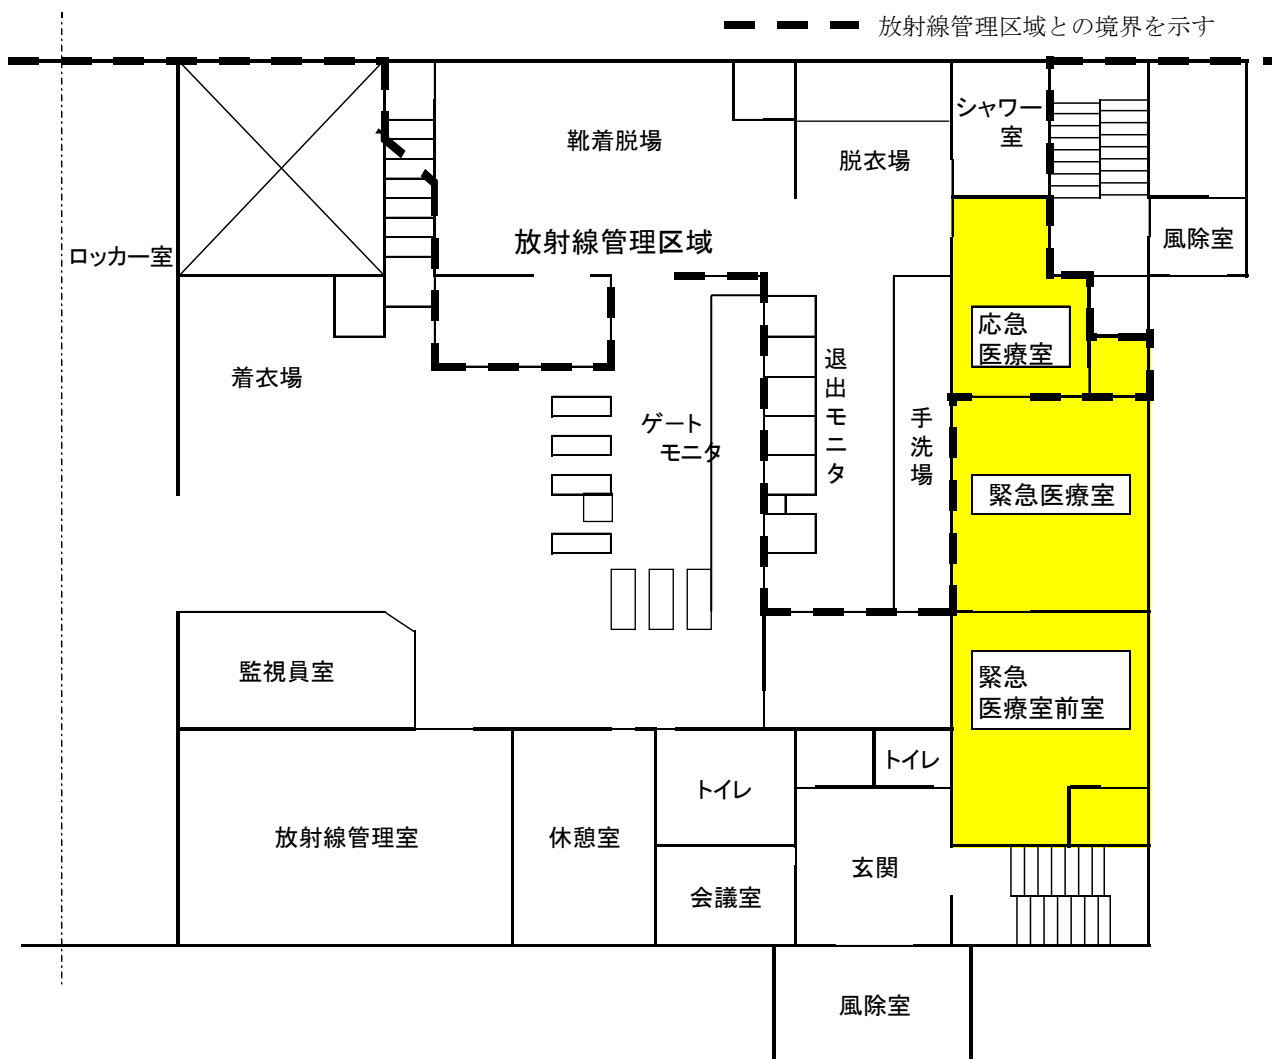 放射線管理区域との境界を示す
シャワー
室
靴着脱場
脱衣場
放射線管理区域
ロッカー室
風除室
応急
医療室
着衣場
退出モニタ
ゲート
モニタ
手洗場
緊急医療室
監視員室
緊急
医療室前室
トイレ
トイレ
放射線管理室
休憩室
玄関
会議室
風除室